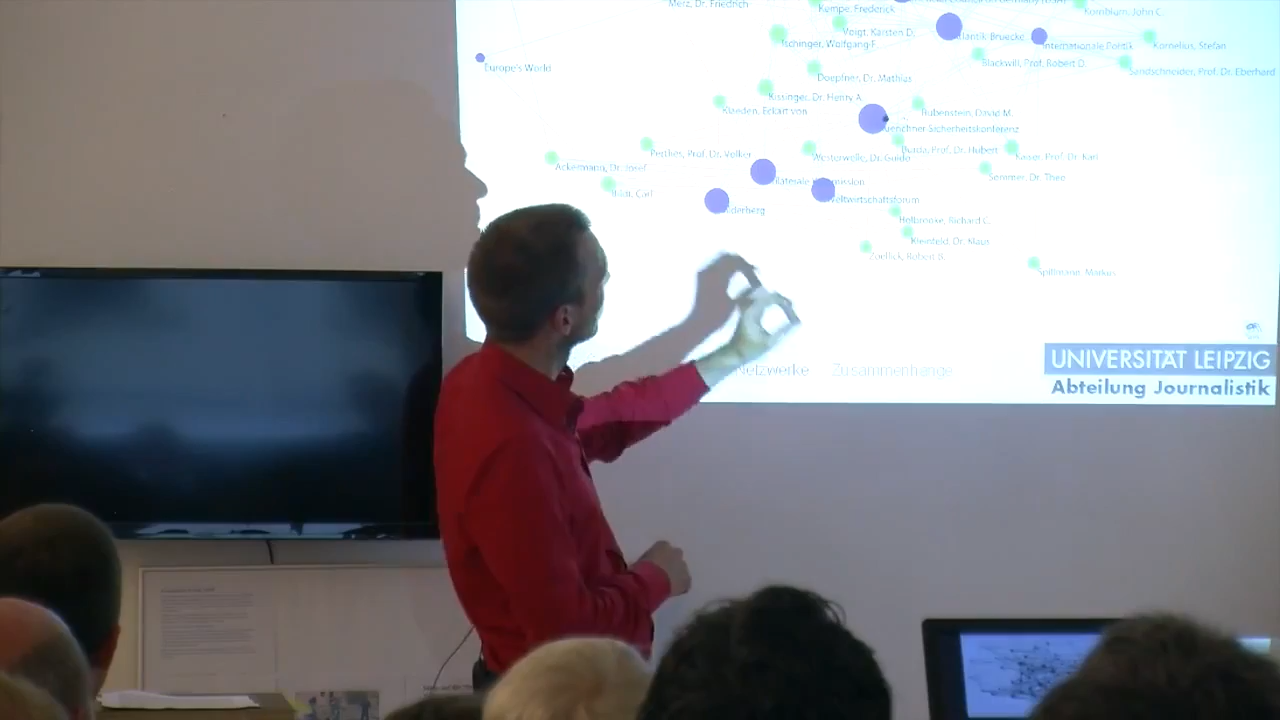 Merz, Dr. Friedrich
Kempe, Frederick
Kornblum, John C.
Voigt, Karsten D.
Atlantik Bruecke
Internationale Politik
Kornelius, Stefan
Ischinger, Wolfgang F.
Europe's World
Blackwill, Prof. Robert D.
Sandschneider, Prof. Dr. Eberhard
Doepfner, Dr. Mathias
Kissinger, Dr. Henry A.
Klaeden, Eckart von
Rubenstein, David M.
uenchner Sicherheitskonferenz
Burda, Prof. Dr. Hubert
Perthes, Prof. Dr. Volker
Westerwelle, Dr. Guido
Kaiser, Prof. Dr. Karl
Ackermann, Dr. Josef
Sommer, Dr. Theo
Bildt, Carl
ilaterale Kommission
Weltwirtschaftsforum
lderberg
Holbrooke, Richard C.
Kleinfeld, Dr. Klaus
Zoellick, Robert B.
Spillmann, Markus
Netzwerke Zusammenhänge
UNIVERSITÄT LEIPZIG
Abteilung Journalistik